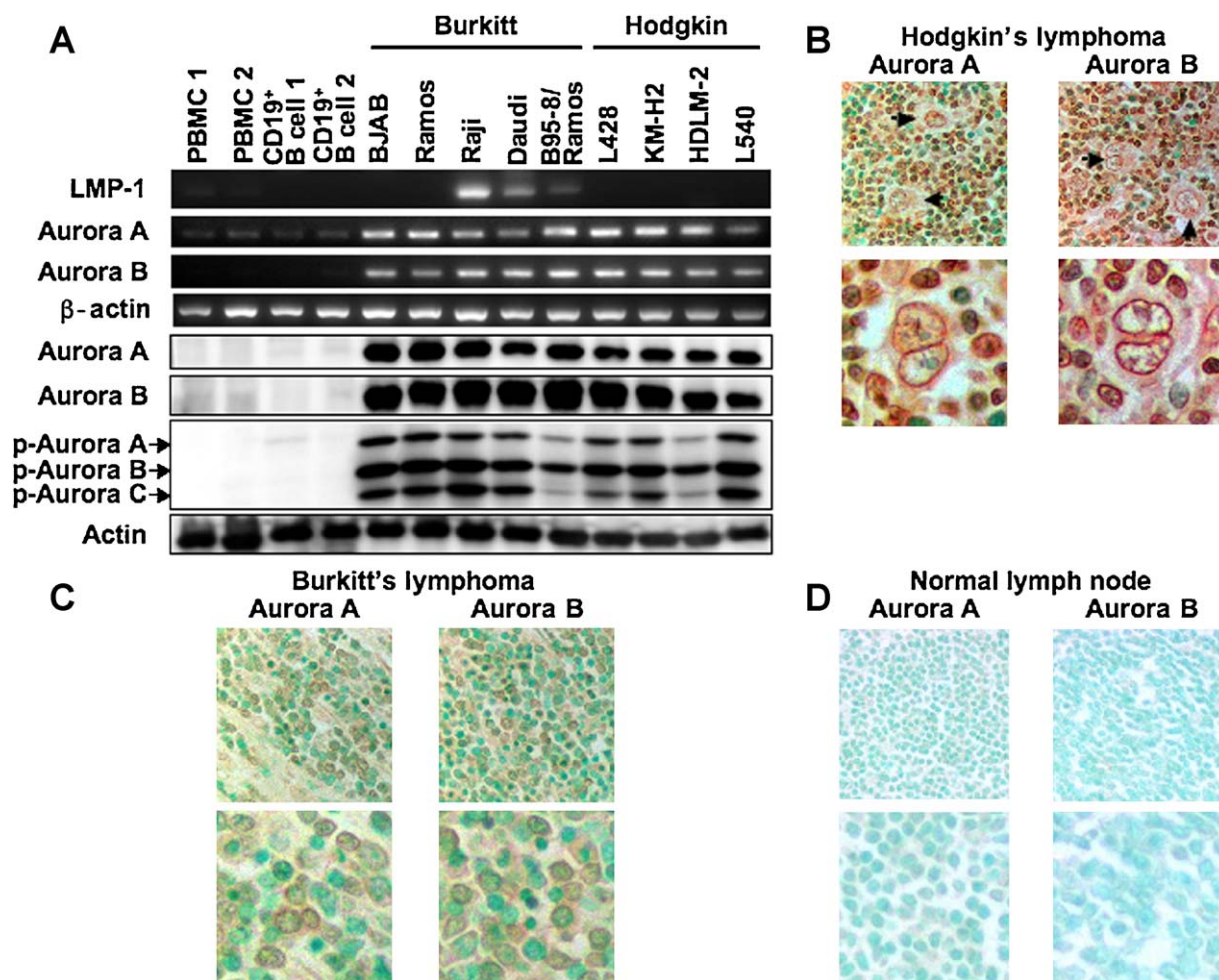 A
Burkitt
Hodgkin
PBMC 1
PBMC 2
CD19+
B cell 1
CD19+
B cell 2
BJAB
Ramos
Raji
Daudi
B95-8/
Ramos
L428
KM-H2
HDLM-2
L540
LMP-1
Aurora A
Aurora B
β-actin
Aurora A
Aurora B
p-Aurora A
p-Aurora B
p-Aurora C
Actin
B
Hodgkin's lymphoma
Aurora A Aurora B
C
Burkitt's lymphoma
Aurora A Aurora B
D
Normal lymph node
Aurora A Aurora B